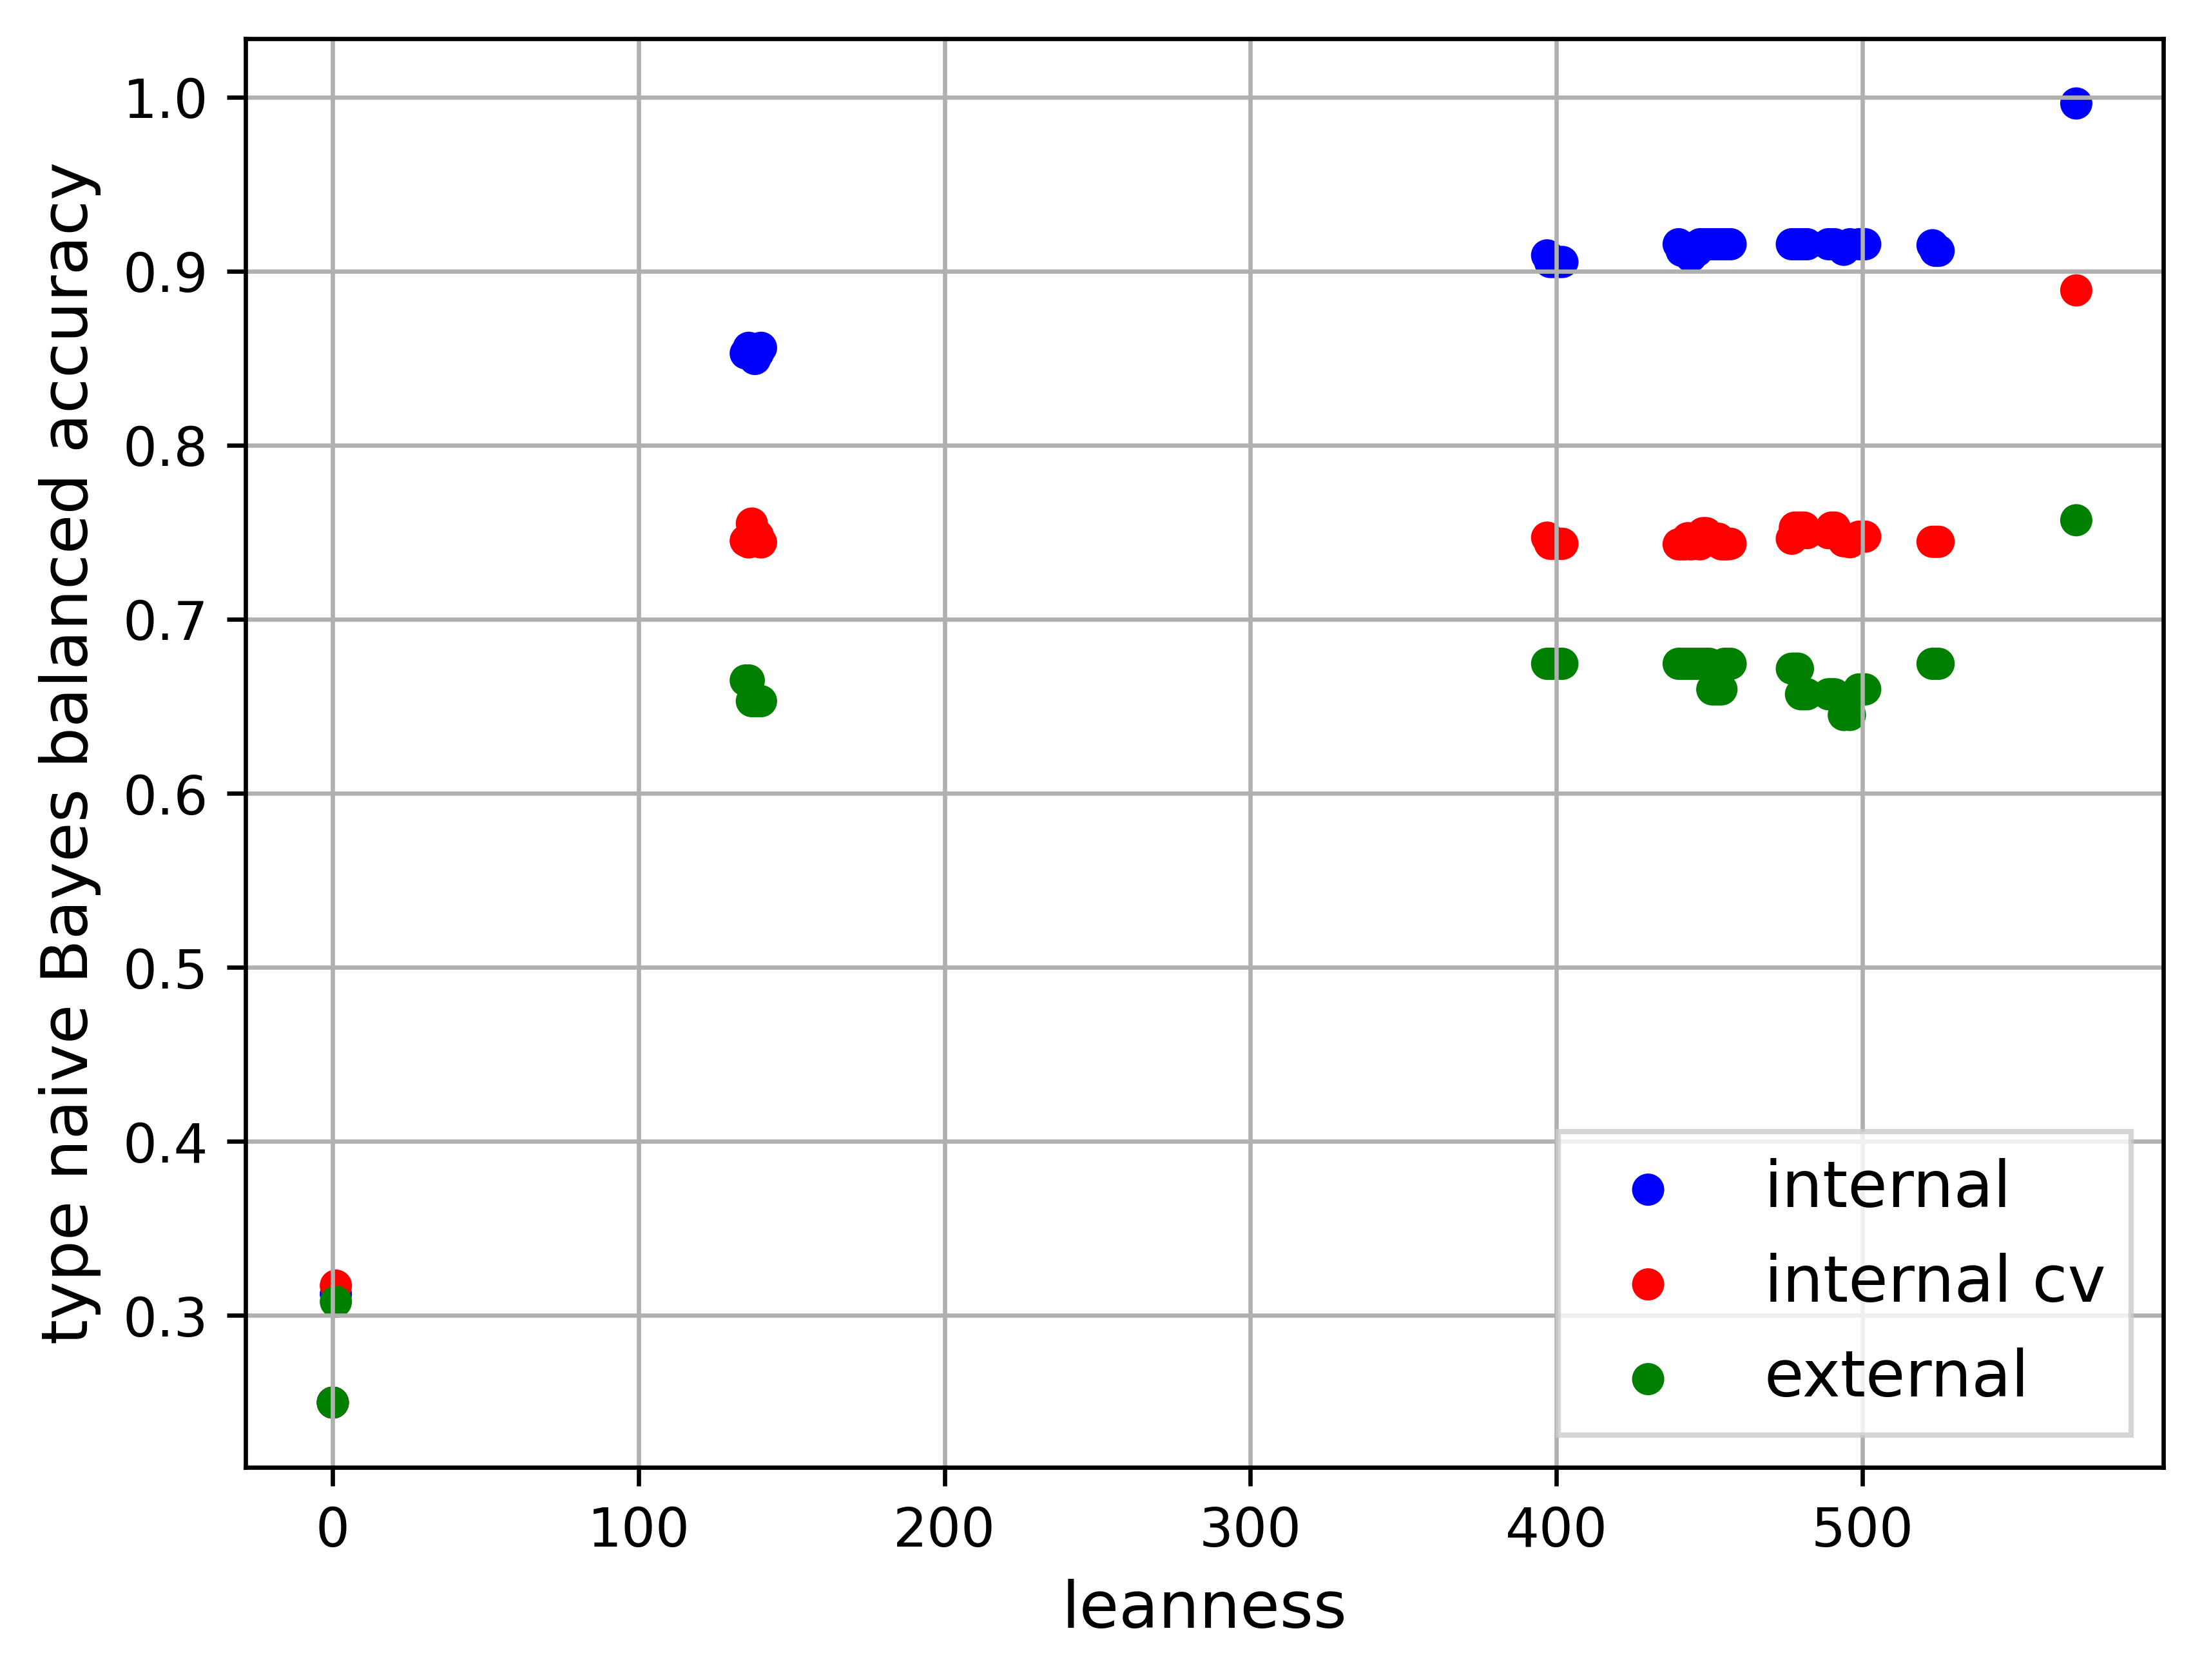 type naive Bayes balanced accuracy
1.0
0.9
0.8
0.7
0.6
0.5
0.4
0.3
internal
internal cv
external
0 100 200 300 400 500
leanness